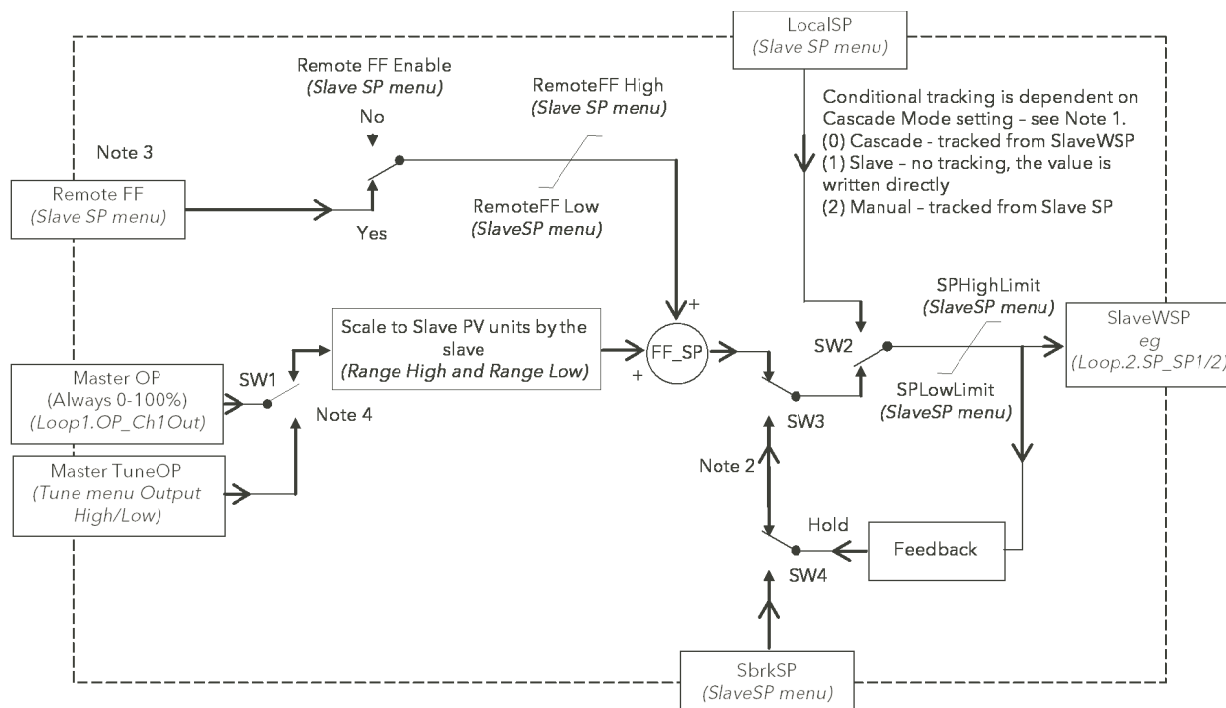 LocalSP
(Slave SP menu)
Remote FF Enable
(Slave SP menu)
No
RemoteFF High
(Slave SP menu)
Conditional tracking is dependent on
Cascade Mode setting – see Note 1.
(0) Cascade - tracked from SlaveWSP
(1) Slave – no tracking, the value is
written directly
(2) Manual – tracked from Slave SP
Note 3
Remote FF
(Slave SP menu)
Yes
RemoteFF Low
(SlaveSP menu)
SPHighLimit
(SlaveSP menu)
+
Scale to Slave PV units by the
slave
(Range High and Range Low)
FF_SP
+
SW2
SlaveWSP
eg
(Loop.2.SP_SP1/2)
Master OP
(Always 0-100%)
(Loop1.OP_Ch1Out)
SW1
Note 4
SPLowLimit
(SlaveSP menu)
SW3
Master TuneOP
(Tune menu Output
High/Low)
Note 2
Hold
Feedback
SW4
SbrkSP
(SlaveSP menu)